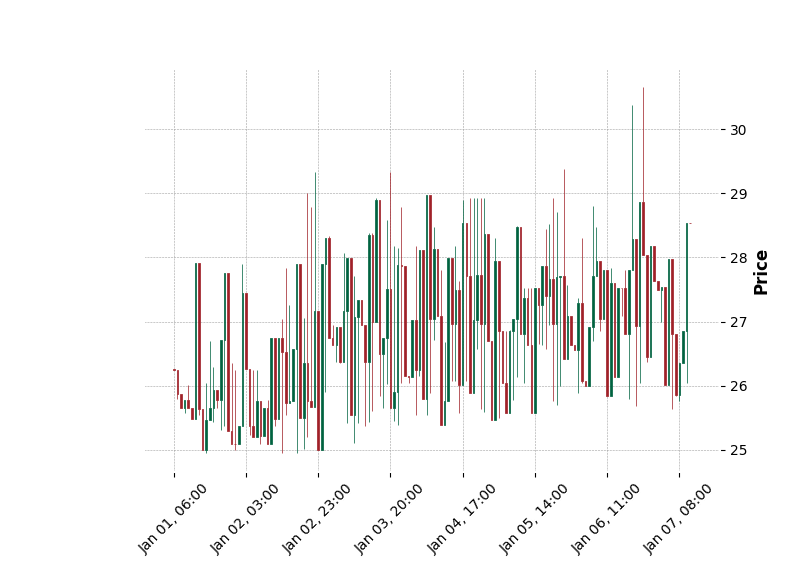 30
29
28
27
26
25
Price
Jan 01, 06:00
Jan 02, 03:00
Jan 02, 23:00
Jan 03, 20:00
Jan 04, 17:00
Jan 05, 14:00
Jan 06, 11:00
Jan 07, 08:00